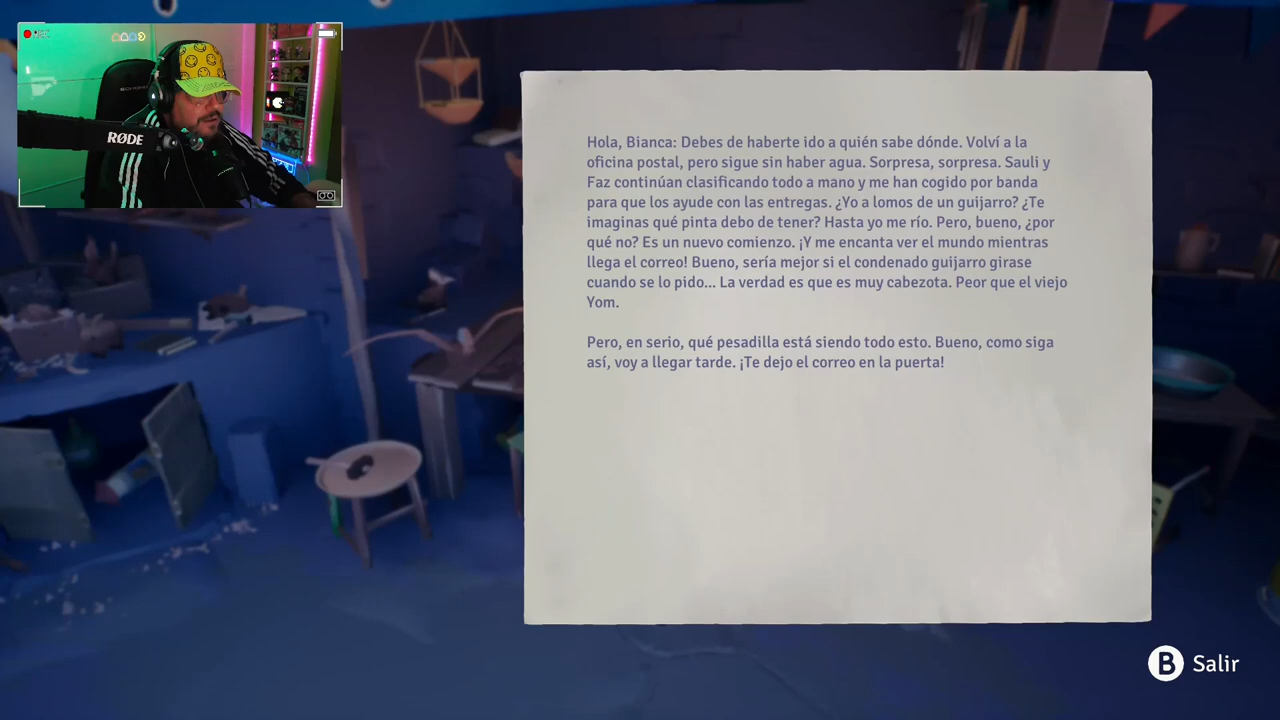 RØDE
Hola, Bianca: Debes de haberte ido a quién sabe dónde. Volví a la
oficina postal, pero sigue sin haber agua. Sorpresa, sorpresa. Sauli y
Faz continúan clasificando todo a mano y me han cogido por banda
para que los ayude con las entregas. ¿Yo a lomos de un guijarro? ¿Te
imaginas qué pinta debo de tener? Hasta yo me río. Pero, bueno, ¿por
qué no? Es un nuevo comienzo. ¡Y me encanta ver el mundo mientras
llega el correo! Bueno, sería mejor si el condenado guijarro girase
cuando se lo pido... La verdad es que es muy cabezota. Peor que el viejo
Yom.
Pero, en serio, qué pesadilla está siendo todo esto. Bueno, como siga
así, voy a llegar tarde. ¡Te dejo el correo en la puerta!
B Salir